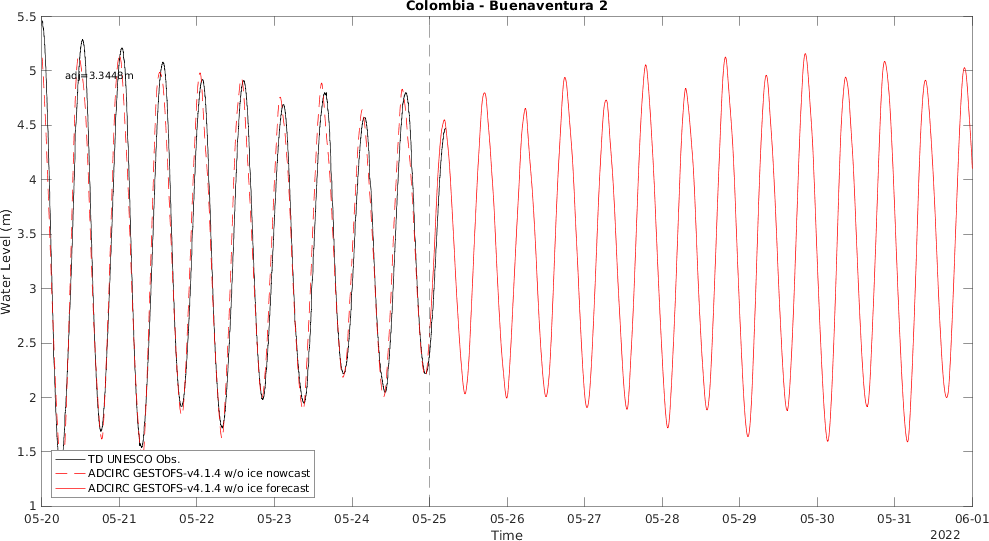 Colombia - Buenaventura 2
5.5
5
4.5
4
3.5
3
2.5
2
1.5
1
Water Level (m)
adj=3.3448m
TD UNESCO Obs.
ADCIRC GESTOFS-v4.1.4 w/o ice nowcast
ADCIRC GESTOFS-v4.1.4 w/o ice forecast
05-20 05-21 05-22 05-23 05-24 05-25 05-26 05-27 05-28 05-29 05-30 05-31 06-01
Time
2022